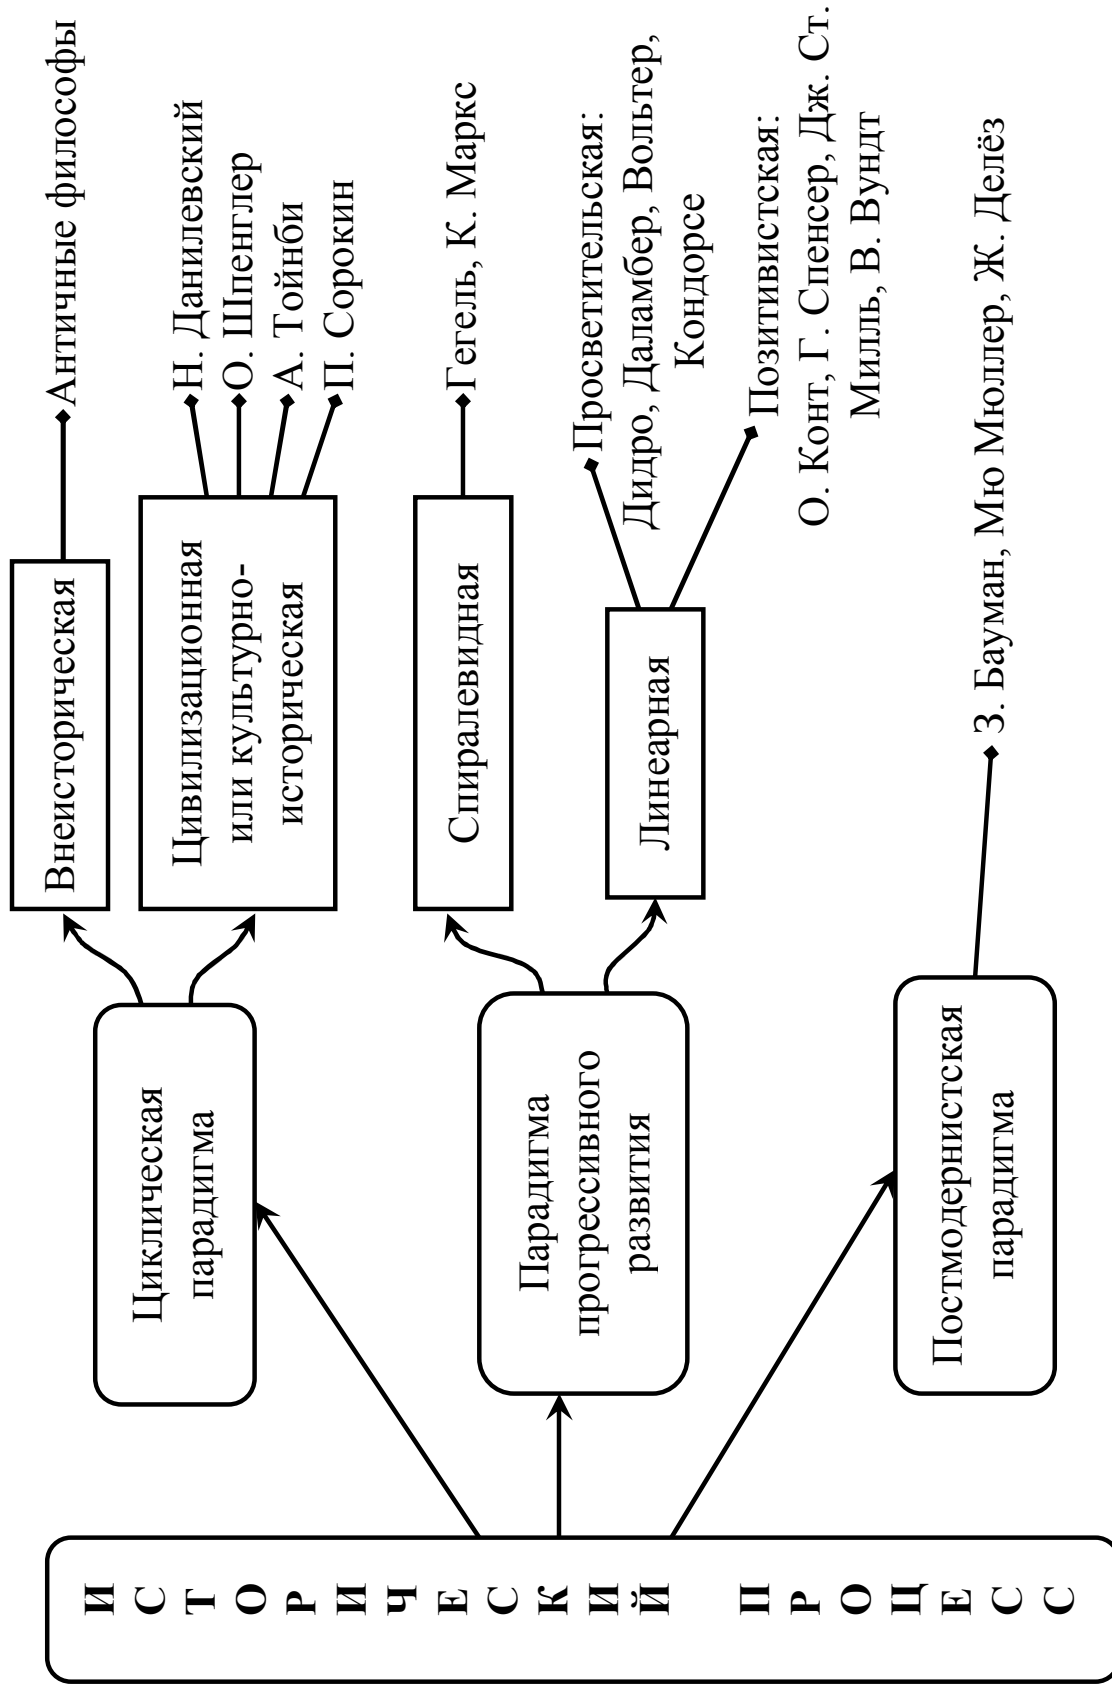 ИСТОРИЧЕСКИЙ ПРОЦЕСС
Циклическая
парадигма
Внеисторическая
Античные философы
Цивилизационная
или культурно-
историческая
Н. Данилевский
О. Шпенглер
А. Тойнби
П. Сорокин
Парадигма
прогрессивного
развития
Спиралевидная
Гегель, К. Маркс
Линеарная
Просветительская:
Дидро, Даламбер, Вольтер,
Кондорсе
Позитивистская:
О. Конт, Г. Спенсер, Дж. Ст.
Милль, В. Вундт
Постмодернистская
парадигма
З. Бауман, Мю Мюллер, Ж. Делёз